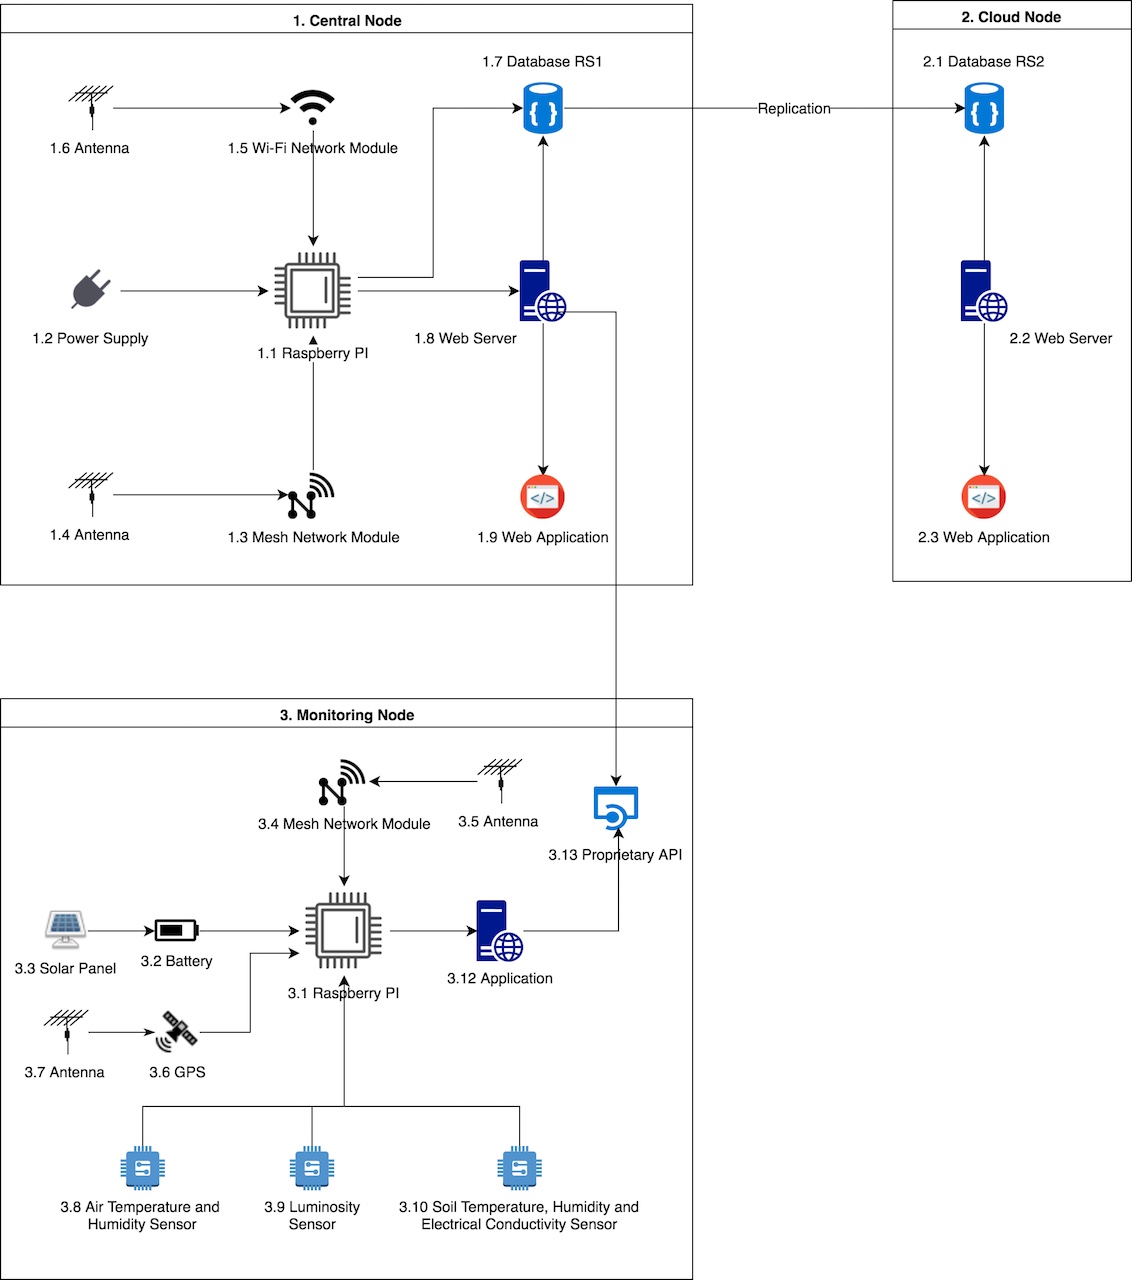 1. Central Node
1.7 Database RS1
1.6 Antenna
1.5 Wi-Fi Network Module
1.2 Power Supply
1.1 Raspberry PI
1.8 Web Server
1.4 Antenna
1.3 Mesh Network Module
1.9 Web Application
Replication
2. Cloud Node
2.1 Database RS2
2.2 Web Server
2.3 Web Application
3. Monitoring Node
3.4 Mesh Network Module
3.5 Antenna
3.13 Proprietary API
3.3 Solar Panel
3.2 Battery
3.1 Raspberry PI
3.12 Application
3.7 Antenna
3.6 GPS
3.8 Air Temperature and
Humidity Sensor
3.9 Luminosity
Sensor
3.10 Soil Temperature, Humidity and
Electrical Conductivity Sensor